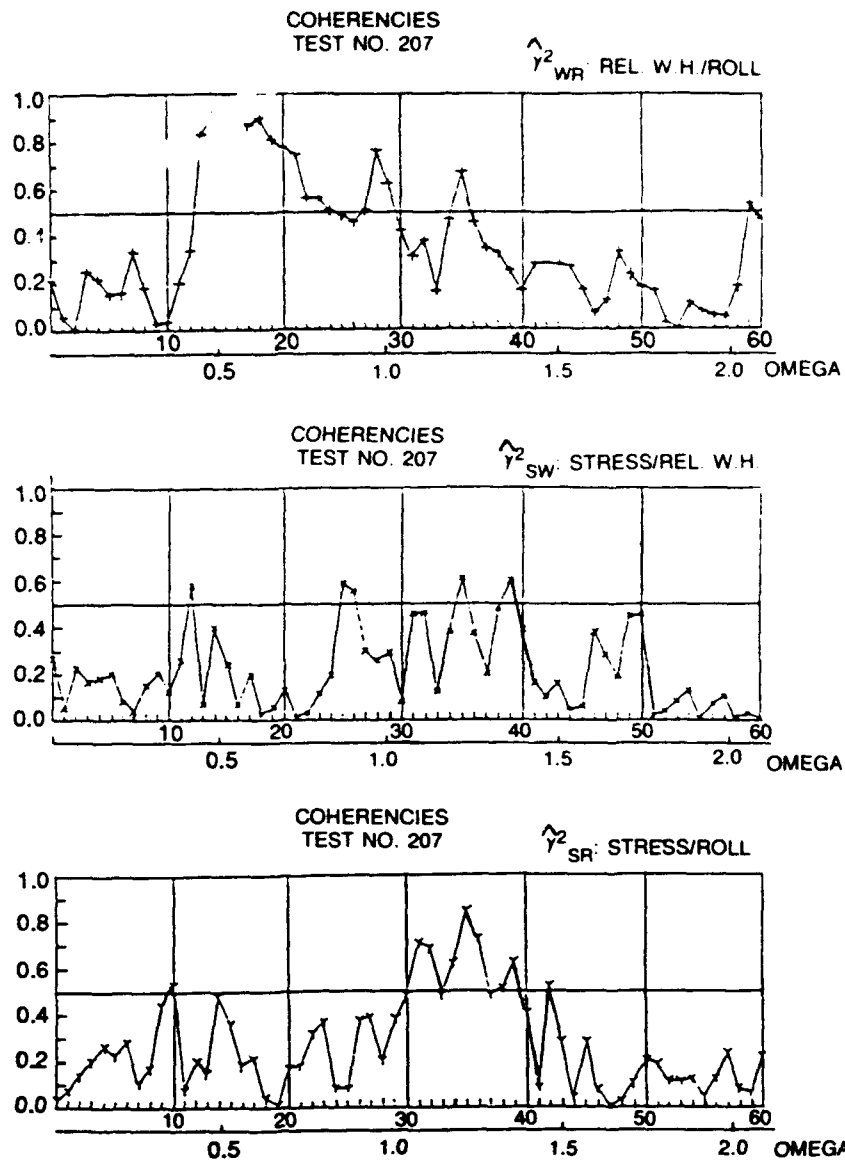 COHERENCIES
TEST NO. 207
γ̂²WR: REL. W.H./ROLL
1.0
0.8
0.6
0.4
0.2
0.0
10 20 30 40 50 60
0.5 1.0 1.5 2.0 OMEGA
COHERENCIES
TEST NO. 207
γ̂²SW: STRESS/REL. W.H.
1.0
0.8
0.6
0.4
0.2
0.0
10 20 30 40 50 60
0.5 1.0 1.5 2.0 OMEGA
COHERENCIES
TEST NO. 207
γ̂²SR: STRESS/ROLL
1.0
0.8
0.6
0.4
0.2
0.0
10 20 30 40 50 60
0.5 1.0 1.5 2.0 OMEGA